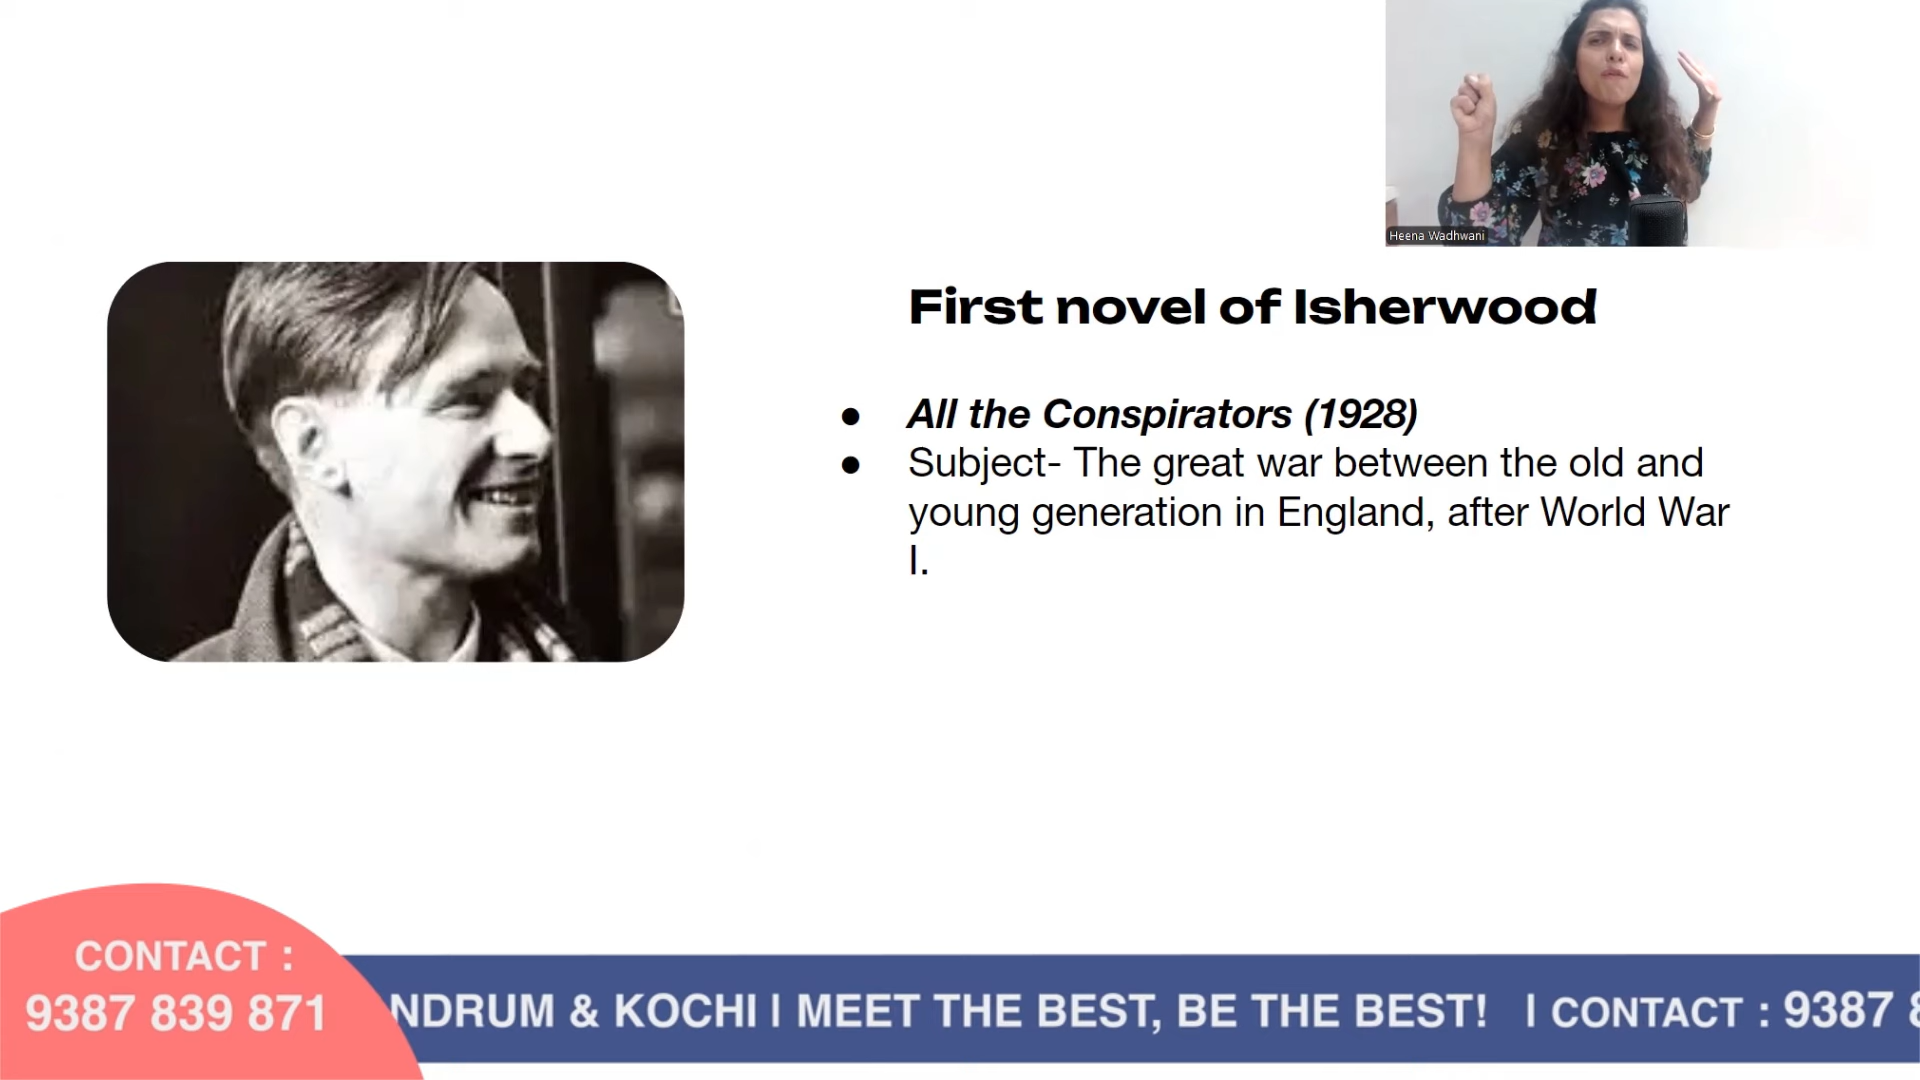 Heena Wadhwani
First novel of Isherwood
● All the Conspirators (1928)
● Subject- The great war between the old and
young generation in England, after World War
I.
CONTACT :
9387 839 871
NDRUM & KOCHI | MEET THE BEST, BE THE BEST! | CONTACT : 9387 8